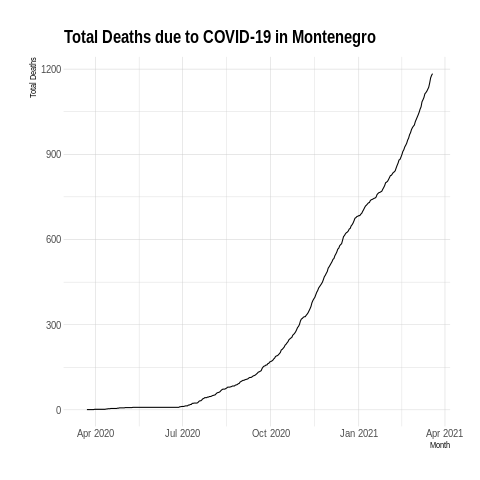 Total Deaths due to COVID-19 in Montenegro
Total Deaths
1200
900
600
300
0
Apr 2020
Jul 2020
Oct 2020
Jan 2021
Apr 2021
Month